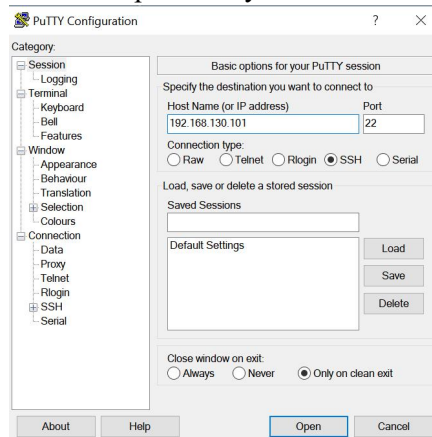 PuTTY Configuration
?
Category:
Session
Logging
Terminal
Keyboard
Bell
Features
Window
Appearance
Behaviour
Translation
Selection
Colours
Connection
Data
Proxy
Telnet
Rlogin
SSH
Serial
Basic options for your PuTTY session
Specify the destination you want to connect to
Host Name (or IP address) Port
192.168.130.101 22
Connection type:
Raw Telnet Rlogin SSH Serial
Load, save or delete a stored session
Saved Sessions
Default Settings
Load
Save
Delete
Close window on exit:
Always Never Only on clean exit
About Help Open Cancel